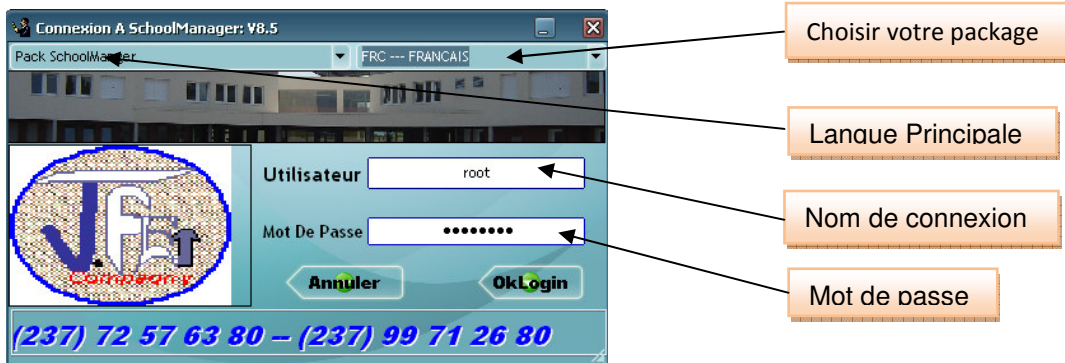 Connexion A SchoolManager: V8.5
Pack SchoolManger
FRC --- FRANCAIS
Choisir votre package
Langue Principale
Utilisateur
root
Nom de connexion
Mot De Passe
••••••••
Mot de passe
Annuler
OkLogin
Company
(237) 72 57 63 80 -- (237) 99 71 26 80